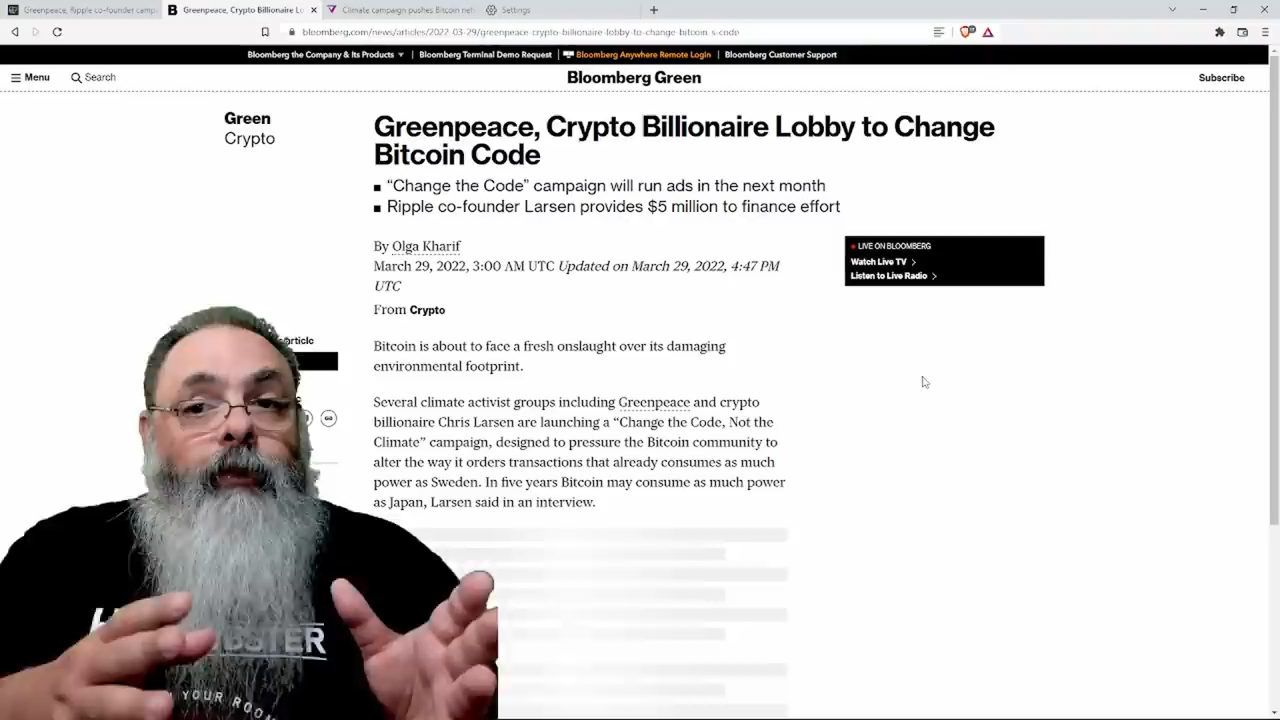 Greenpeace, Ripple co-founder camp
Greenpeace, Crypto Billionaire Lo
Climate campaign pushes Bitcoin net
Settings
bloomberg.com/news/articles/2022-03-29/greenpeace-crypto-billionaire-lobby-to-change-bitcoin-s-code
Bloomberg the Company & Its Products
Bloomberg Terminal Demo Request
Bloomberg Anywhere Remote Login
Bloomberg Customer Support
Menu
Search
Bloomberg Green
Subscribe
Green
Crypto
Greenpeace, Crypto Billionaire Lobby to Change
Bitcoin Code
“Change the Code” campaign will run ads in the next month
Ripple co-founder Larsen provides $5 million to finance effort
By Olga Kharif
March 29, 2022, 3:00 AM UTC Updated on March 29, 2022, 4:47 PM
UTC
From Crypto
LIVE ON BLOOMBERG
Watch Live TV
Listen to Live Radio
article
Bitcoin is about to face a fresh onslaught over its damaging
environmental footprint.
Several climate activist groups including Greenpeace and crypto
billionaire Chris Larsen are launching a “Change the Code, Not the
Climate” campaign, designed to pressure the Bitcoin community to
alter the way it orders transactions that already consumes as much
power as Sweden. In five years Bitcoin may consume as much power
as Japan, Larsen said in an interview.
YOUR ROOM